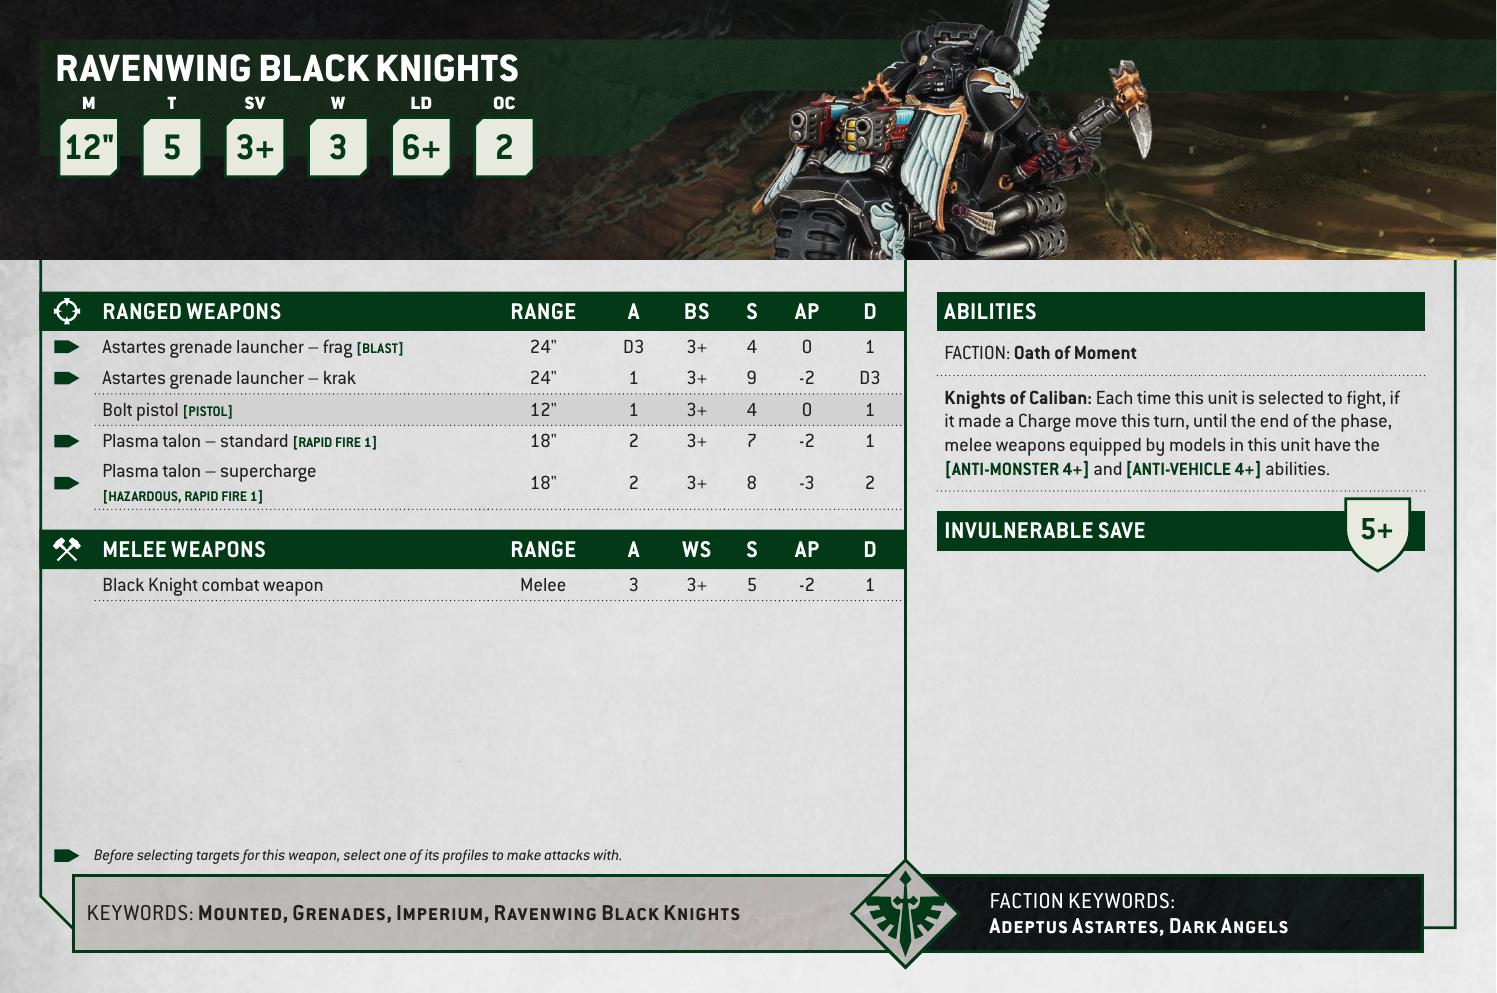 RAVENWING BLACK KNIGHTS
M T SV W LD OC
12" 5 3+ 3 6+ 2
RANGED WEAPONS RANGE A BS S AP D
Astartes grenade launcher – frag [BLAST] 24" D3 3+ 4 0 1
Astartes grenade launcher – krak 24" 1 3+ 9 -2 D3
Bolt pistol [PISTOL] 12" 1 3+ 4 0 1
Plasma talon – standard [RAPID FIRE 1] 18" 2 3+ 7 -2 1
Plasma talon – supercharge
[HAZARDOUS, RAPID FIRE 1] 18" 2 3+ 8 -3 2
MELEE WEAPONS RANGE A WS S AP D
Black Knight combat weapon Melee 3 3+ 5 -2 1
Before selecting targets for this weapon, select one of its profiles to make attacks with.
ABILITIES
FACTION: Oath of Moment
Knights of Caliban: Each time this unit is selected to fight, if
it made a Charge move this turn, until the end of the phase,
melee weapons equipped by models in this unit have the
[ANTI-MONSTER 4+] and [ANTI-VEHICLE 4+] abilities.
INVULNERABLE SAVE 5+
KEYWORDS: MOUNTED, GRENADES, IMPERIUM, RAVENWING BLACK KNIGHTS
FACTION KEYWORDS:
ADEPTUS ASTARTES, DARK ANGELS